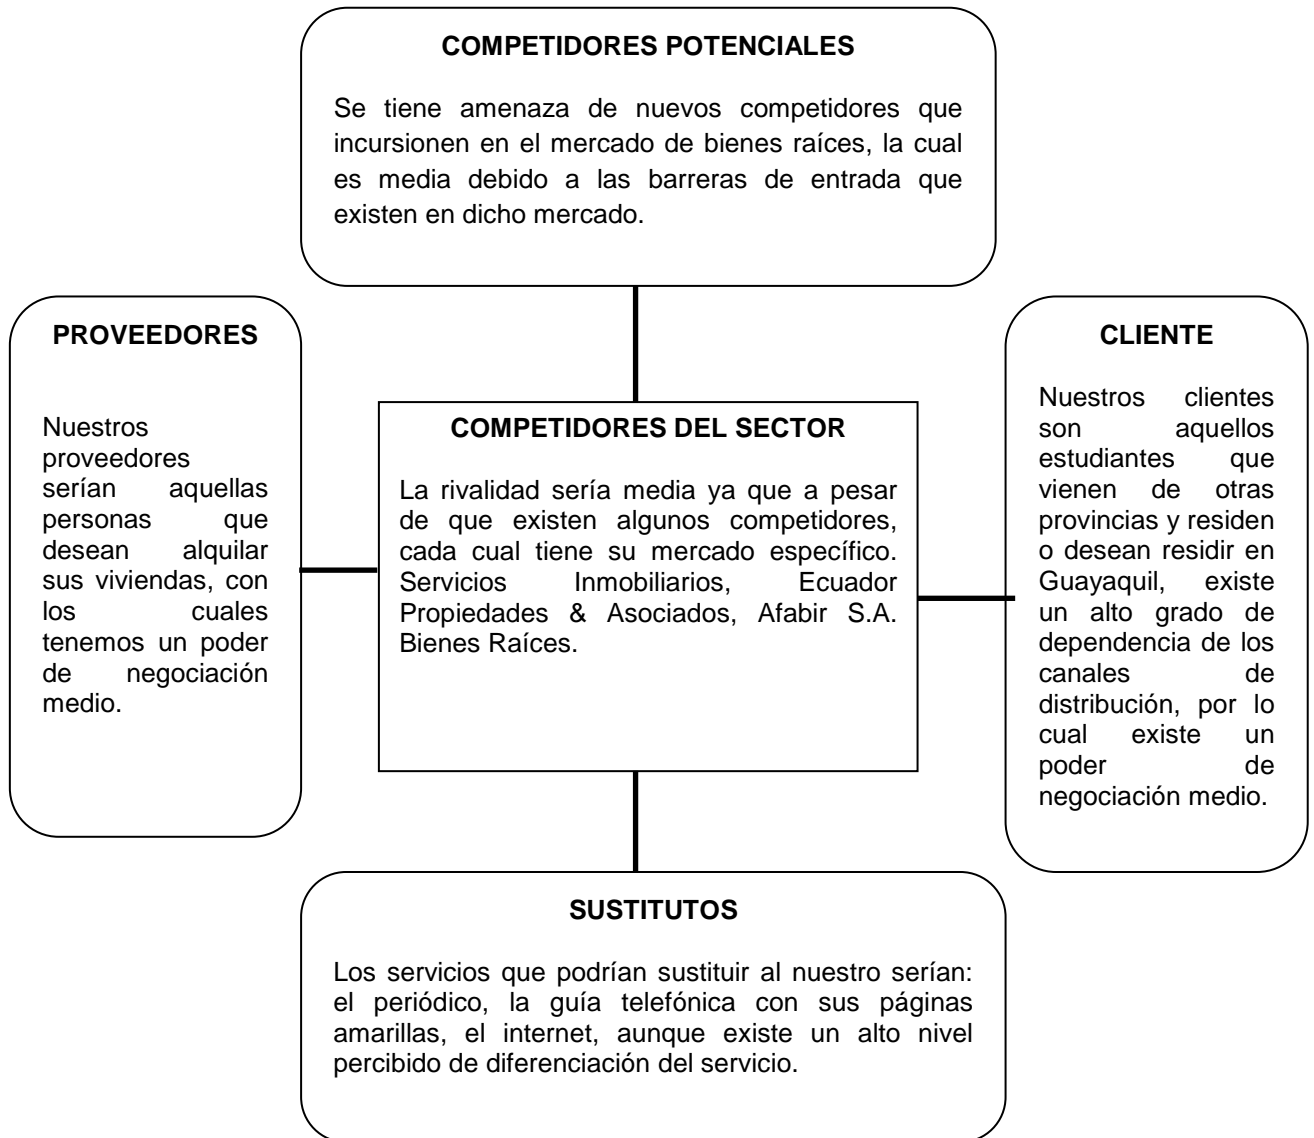 COMPETIDORES POTENCIALES
Se tiene amenaza de nuevos competidores que
incursionen en el mercado de bienes raíces, la cual
es media debido a las barreras de entrada que
existen en dicho mercado.
PROVEEDORES
Nuestros
proveedores
serían aquellas
personas que
desean alquilar
sus viviendas, con
los cuales
tenemos un poder
de negociación
medio.
COMPETIDORES DEL SECTOR
La rivalidad sería media ya que a pesar
de que existen algunos competidores,
cada cual tiene su mercado específico.
Servicios Inmobiliarios, Ecuador
Propiedades & Asociados, Afabir S.A.
Bienes Raíces.
CLIENTE
Nuestros clientes
son aquellos
estudiantes que
vienen de otras
provincias y residen
o desean residir en
Guayaquil, existe
un alto grado de
dependencia de los
canales de
distribución, por lo
cual existe un
poder de
negociación medio.
SUSTITUTOS
Los servicios que podrían sustituir al nuestro serían:
el periódico, la guía telefónica con sus páginas
amarillas, el internet, aunque existe un alto nivel
percibido de diferenciación del servicio.